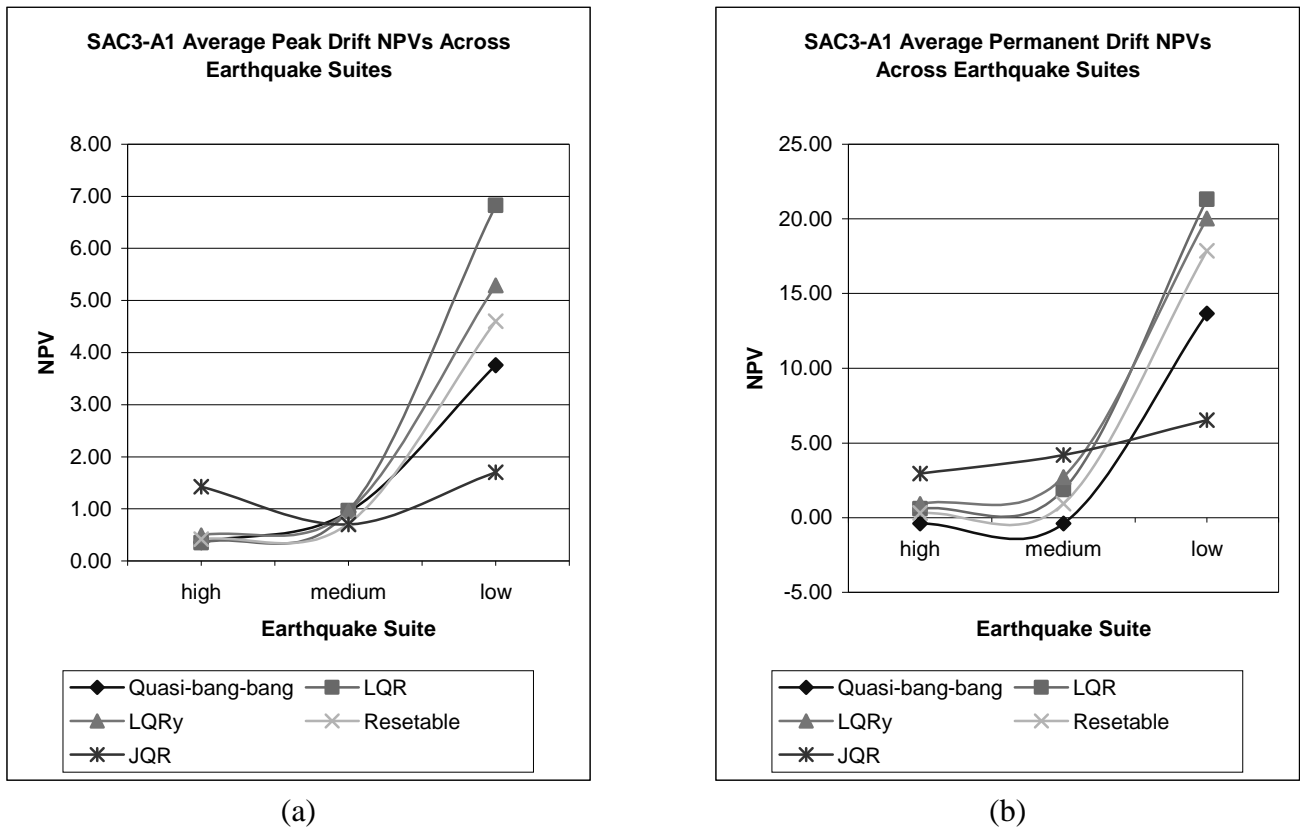 SAC3-A1 Average Peak Drift NPVs Across
Earthquake Suites
8.00
7.00
6.00
5.00
4.00
3.00
2.00
1.00
0.00
NPV
high medium low
Earthquake Suite
Quasi-bang-bang LQR
LQRy Resetable
JQR
(a)
SAC3-A1 Average Permanent Drift NPVs
Across Earthquake Suites
25.00
20.00
15.00
10.00
5.00
0.00
-5.00
NPV
high medium low
Earthquake Suite
Quasi-bang-bang LQR
LQRy Resetable
JQR
(b)